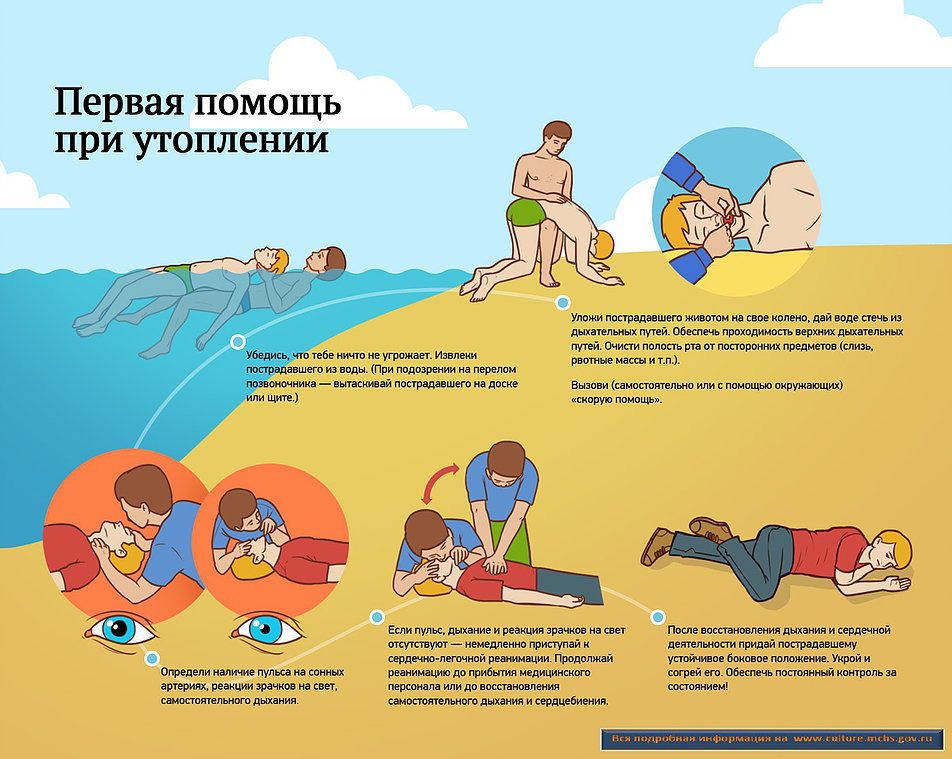 Первая помощь
при утоплении
Убедись, что тебе ничто не угрожает. Извлеки
пострадавшего из воды. (При подозрении на перелом
позвоночника — вытаскивай пострадавшего на доске
или щите.)
Уложи пострадавшего животом на свое колено, дай воде стечь из
дыхательных путей. Обеспечь проходимость верхних дыхательных
путей. Очисти полость рта от посторонних предметов (слизь,
рвотные массы и т.п.).
Вызови (самостоятельно или с помощью окружающих)
«скорую помощь».
Определи наличие пульса на сонных
артериях, реакции зрачков на свет,
самостоятельного дыхания.
Если пульс, дыхание и реакция зрачков на свет
отсутствуют — немедленно приступай к
сердечно-легочной реанимации. Продолжай
реанимацию до прибытия медицинского
персонала или до восстановления
самостоятельного дыхания и сердцебиения.
После восстановления дыхания и сердечной
деятельности придай пострадавшему
устойчивое боковое положение. Укрой и
согрей его. Обеспечь постоянный контроль за
состоянием!
Вся подробная информация на www.culture.mchs.gov.ru